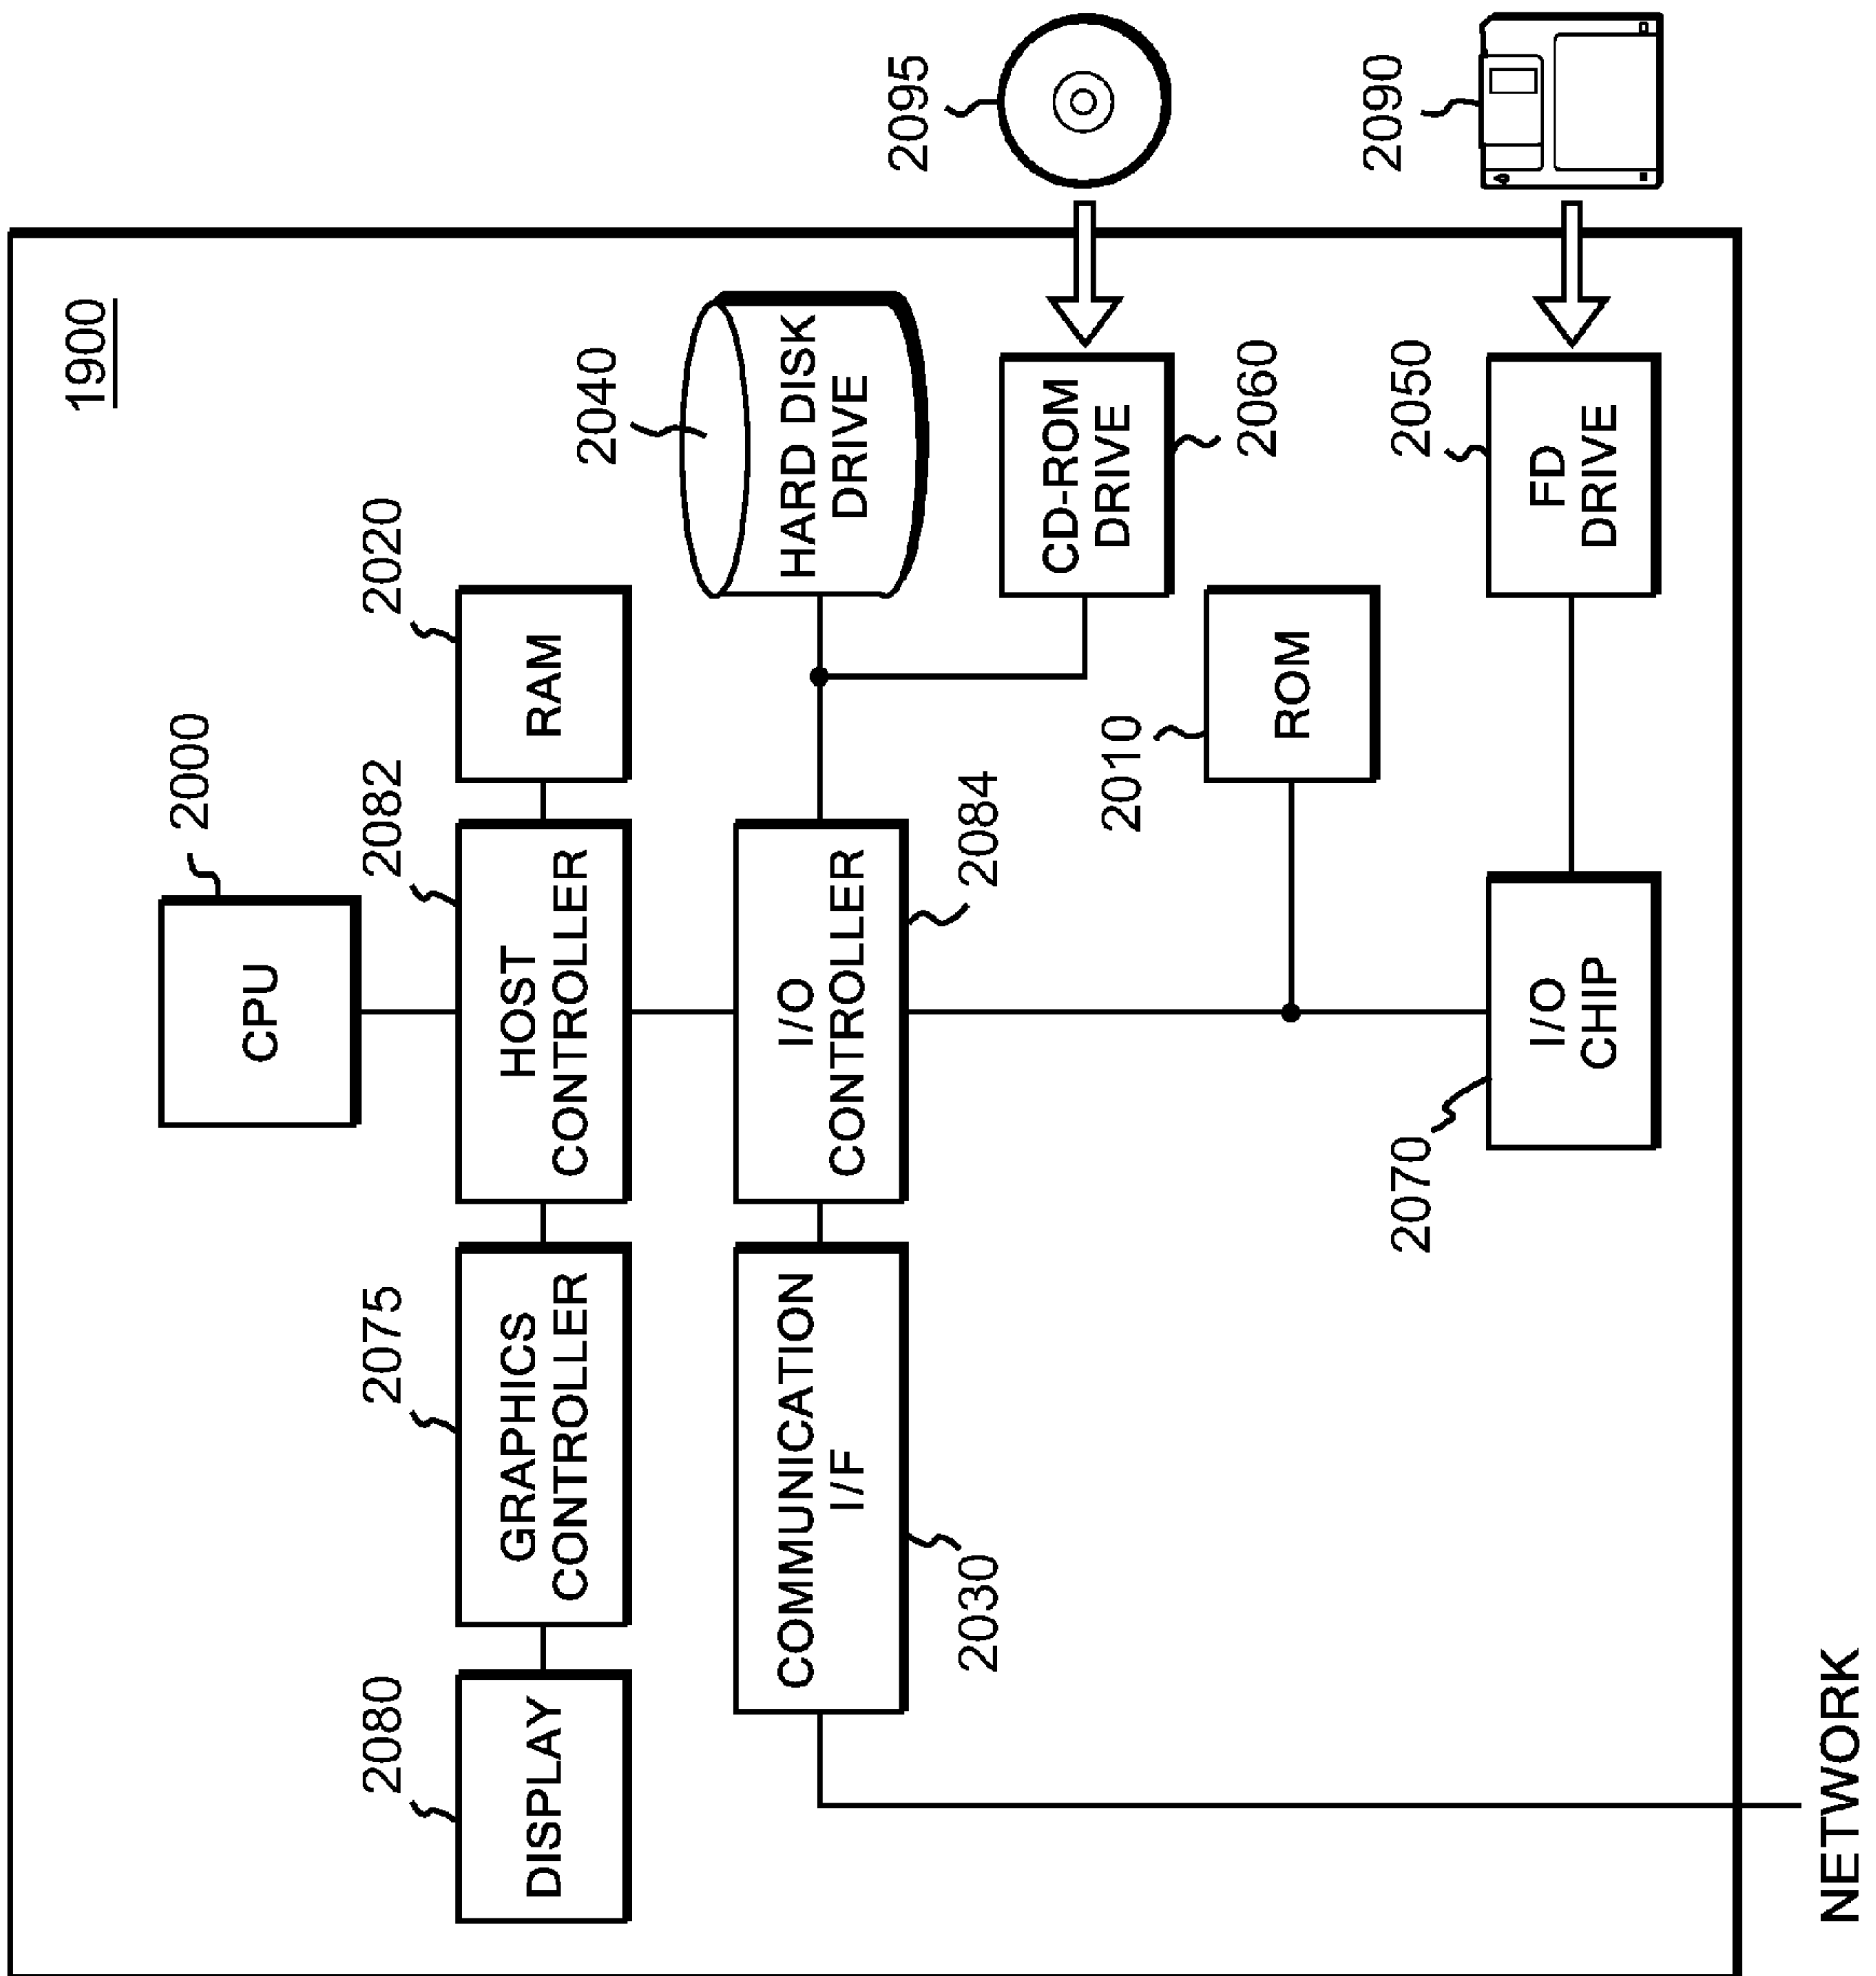 1900
2000
CPU
2080
DISPLAY
2075
GRAPHICS
CONTROLLER
2082
HOST
CONTROLLER
2020
RAM
2040
HARD DISK
DRIVE
COMMUNICATION
I/F
2030
I/O
CONTROLLER
2084
2095
CD-ROM
DRIVE
2060
2010
ROM
2070
I/O
CHIP
2050
FD
DRIVE
2090
NETWORK